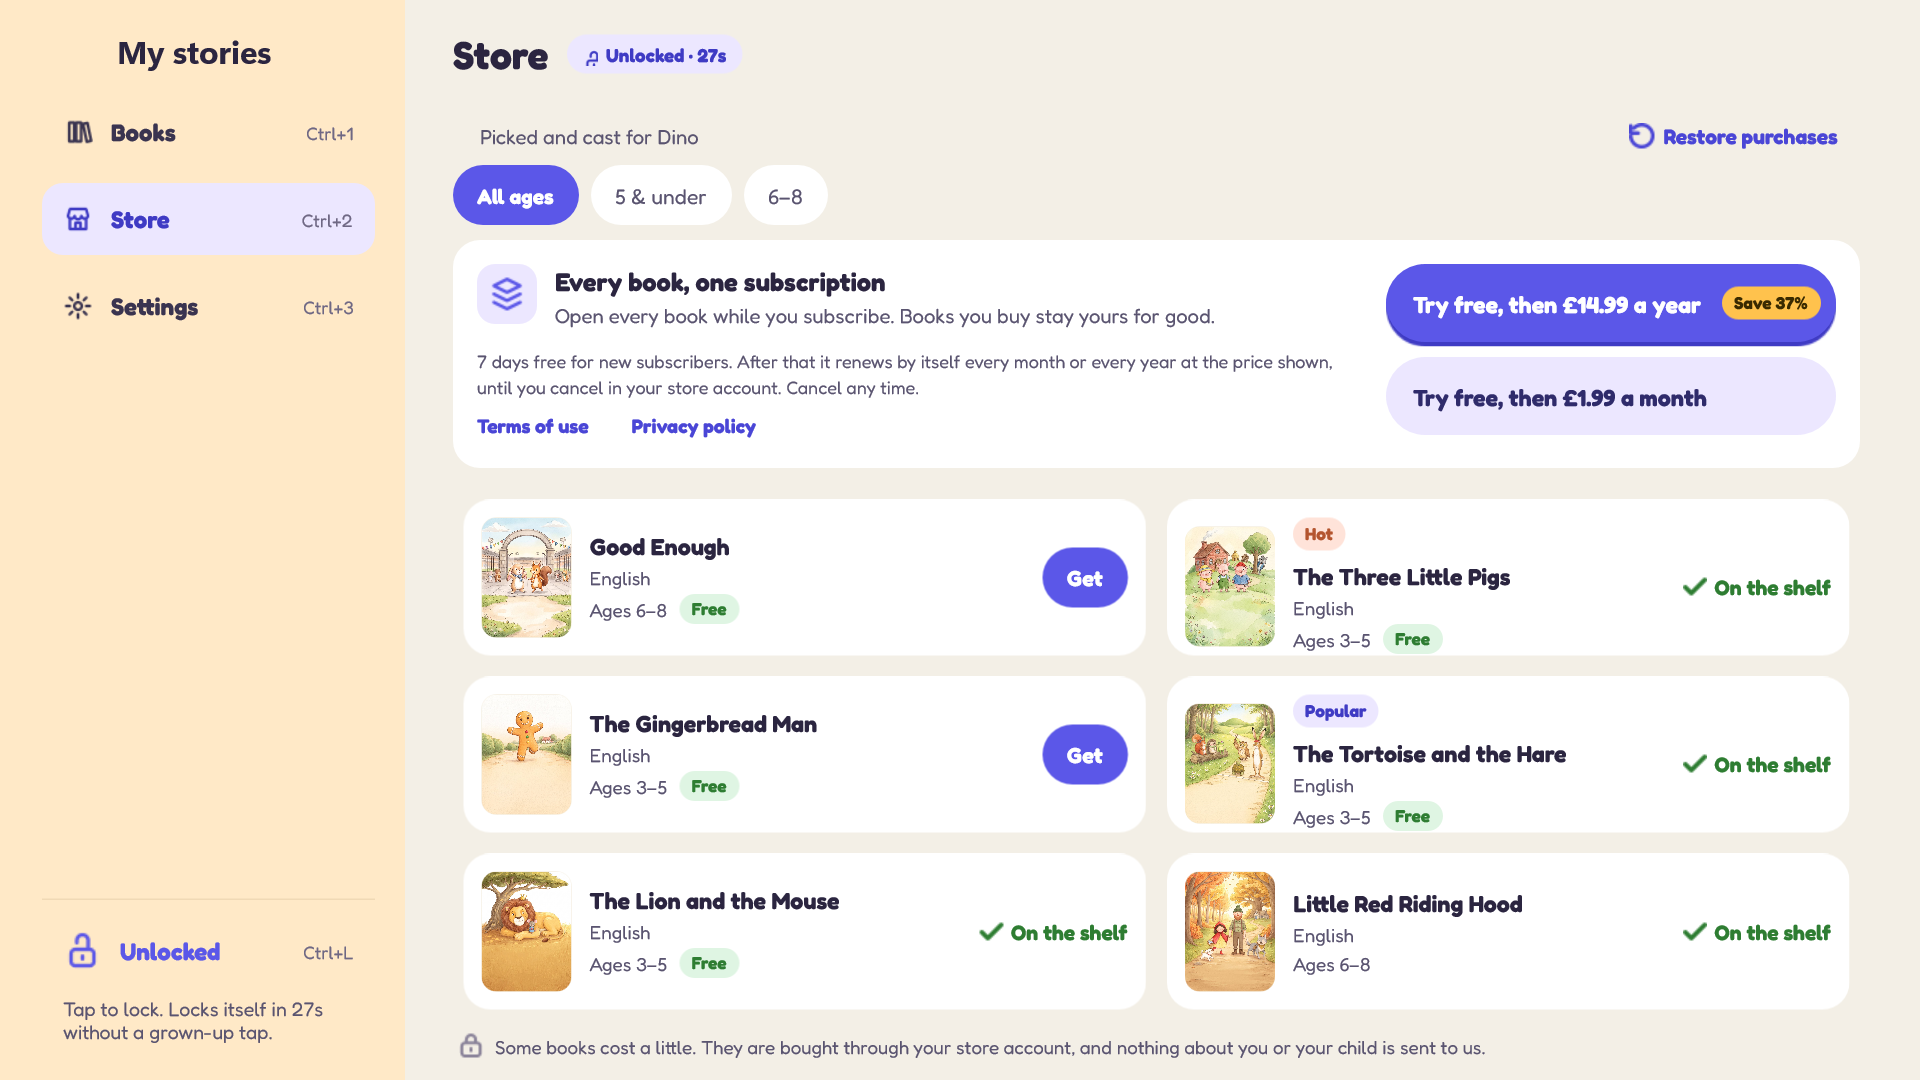 My stories
Books Ctrl+1
Store Ctrl+2
Settings Ctrl+3
Unlocked Ctrl+L
Tap to lock. Locks itself in 27s
without a grown-up tap.
Store Unlocked · 27s
Picked and cast for Dino
Restore purchases
All ages 5 & under 6–8
Every book, one subscription
Open every book while you subscribe. Books you buy stay yours for good.
7 days free for new subscribers. After that it renews by itself every month or every year at the price shown,
until you cancel in your store account. Cancel any time.
Terms of use Privacy policy
Try free, then £14.99 a year Save 37%
Try free, then £1.99 a month
Good Enough
English
Ages 6–8 Free
Get
Hot
The Three Little Pigs
English
Ages 3–5 Free
On the shelf
The Gingerbread Man
English
Ages 3–5 Free
Get
Popular
The Tortoise and the Hare
English
Ages 3–5 Free
On the shelf
The Lion and the Mouse
English
Ages 3–5 Free
On the shelf
Little Red Riding Hood
English
Ages 6–8
On the shelf
Some books cost a little. They are bought through your store account, and nothing about you or your child is sent to us.